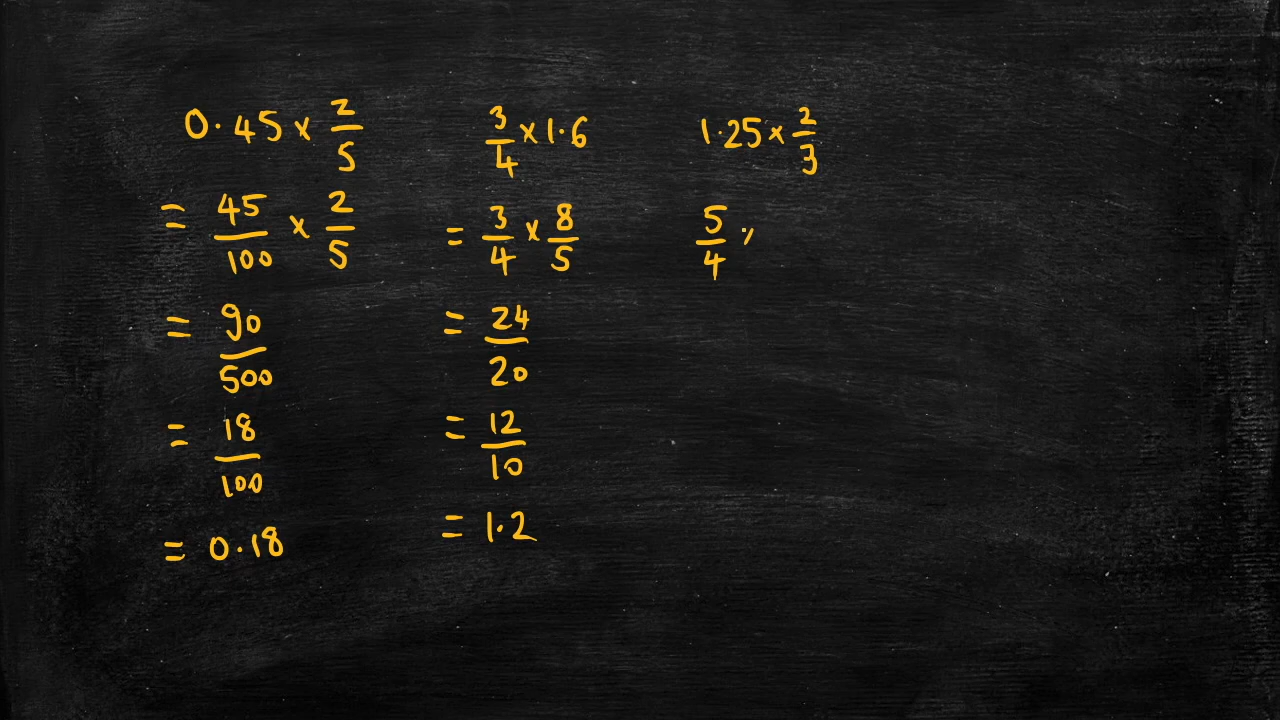 0.45 × 2/5
= 45/100 × 2/5
= 90/500
= 18/100
= 0.18
3/4 × 1.6
= 3/4 × 8/5
= 24/20
= 12/10
= 1.2
1.25 × 2/3
5/4